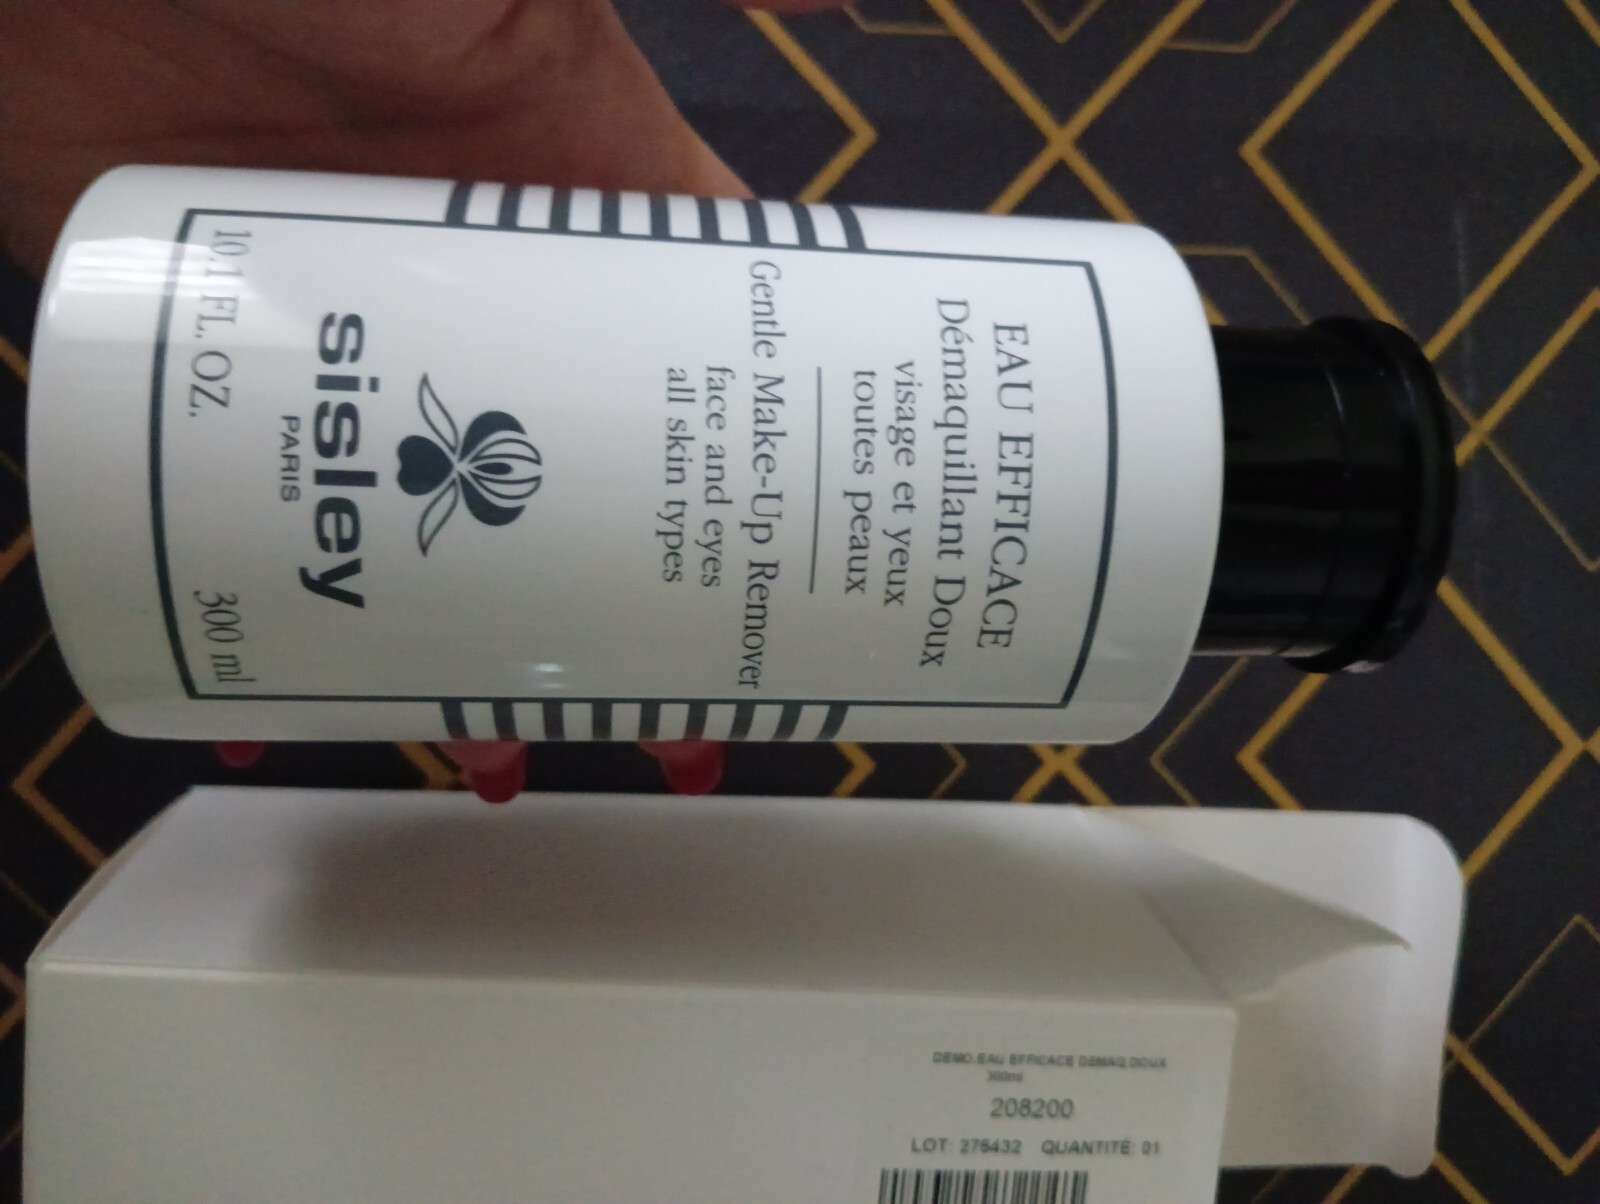 EAU EFFICACE
Démaquillant Doux
visage et yeux
toutes peaux
Gentle Make-Up Remover
face and eyes
all skin types
sisley
PARIS
10.1 FL. OZ. 300 ml
DEMO.EAU EFFICACE DEMAQ.DOUX
300ml
208200
LOT: 276432 QUANTITÉ: 01